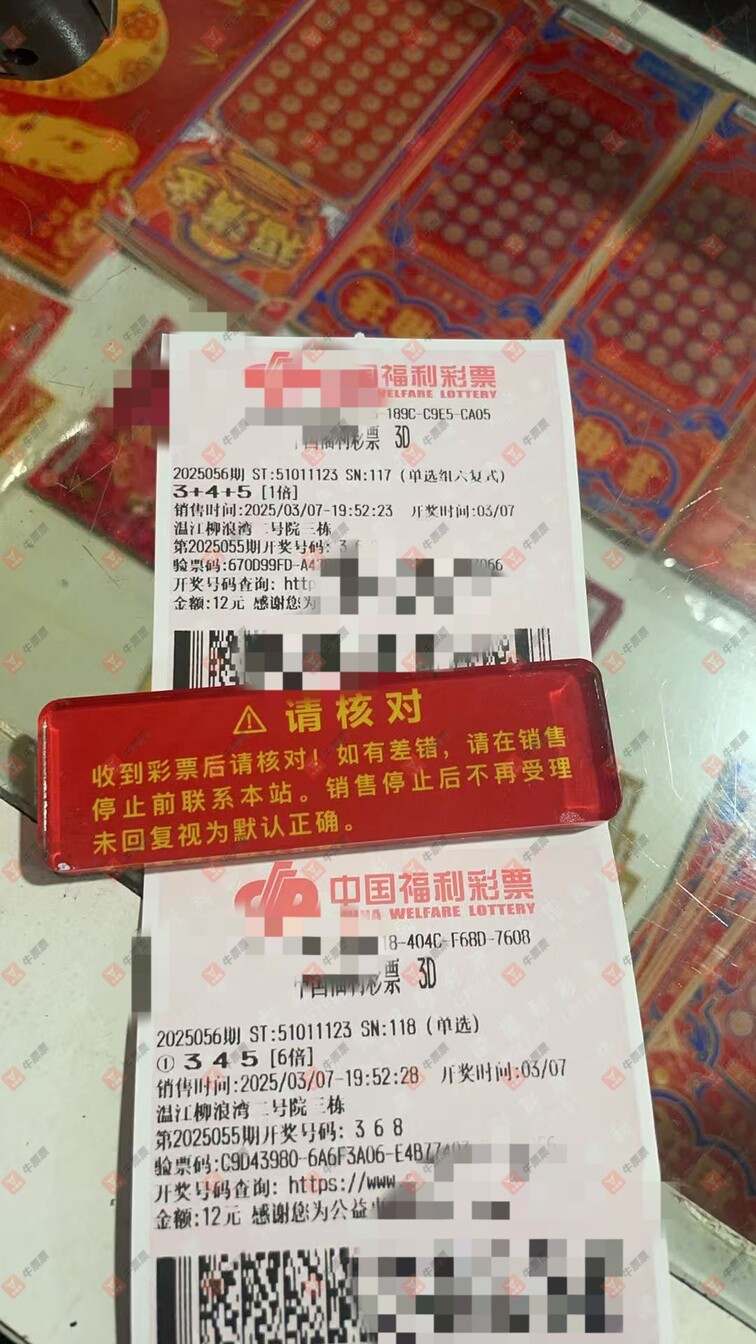 国福利彩票
WELFARE LOTTERY
-189C-C9E5-CA05
3D
2025056期 ST:51011123 SN:117 (单选组六复式)
3+4+5 [1倍]
销售时间:2025/03/07-19:52:23 开奖时间:03/07
温江柳浪湾二号院三栋
第2025055期开奖号码: 3 6
验票码:670D99FD-A4
开奖号码查询: http
金额:12元 感谢您为
⚠ 请核对
收到彩票后请核对！如有差错，请在销售
停止前联系本站。销售停止后不再受理
未回复视为默认正确。
中国福利彩票
WELFARE LOTTERY
18-404C-F68D-7608
3D
2025056期 ST:51011123 SN:118 (单选)
① 3 4 5 [6倍]
销售时间:2025/03/07-19:52:28 开奖时间:03/07
温江柳浪湾二号院三栋
第2025055期开奖号码: 3 6 8
验票码:C9D43980-6A6F3A06-E4B77
开奖号码查询: https://www
金额:12元 感谢您为公益
牛票票